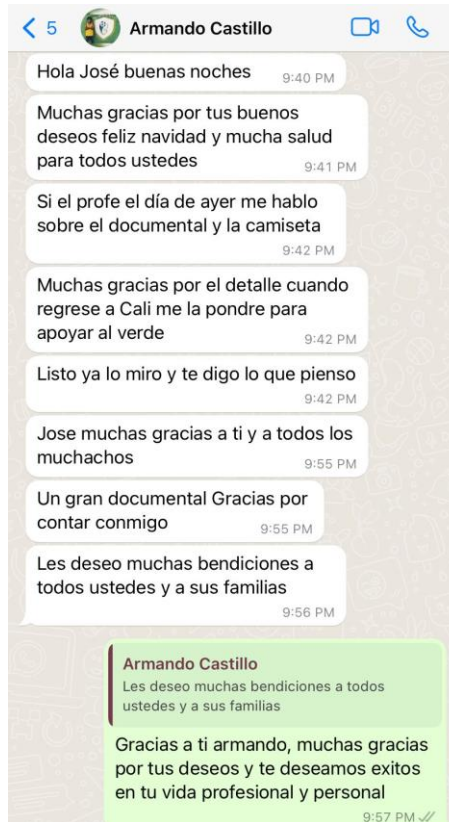 5
Armando Castillo
Hola José buenas noches
9:40 PM
Muchas gracias por tus buenos
deseos feliz navidad y mucha salud
para todos ustedes
9:41 PM
Si el profe el día de ayer me hablo
sobre el documental y la camiseta
9:42 PM
Muchas gracias por el detalle cuando
regrese a Cali me la pondre para
apoyar al verde
9:42 PM
Listo ya lo miro y te digo lo que pienso
9:42 PM
Jose muchas gracias a ti y a todos los
muchachos
9:55 PM
Un gran documental Gracias por
contar conmigo
9:55 PM
Les deseo muchas bendiciones a
todos ustedes y a sus familias
9:56 PM
Armando Castillo
Les deseo muchas bendiciones a todos
ustedes y a sus familias
Gracias a ti armando, muchas gracias
por tus deseos y te deseamos exitos
en tu vida profesional y personal
9:57 PM